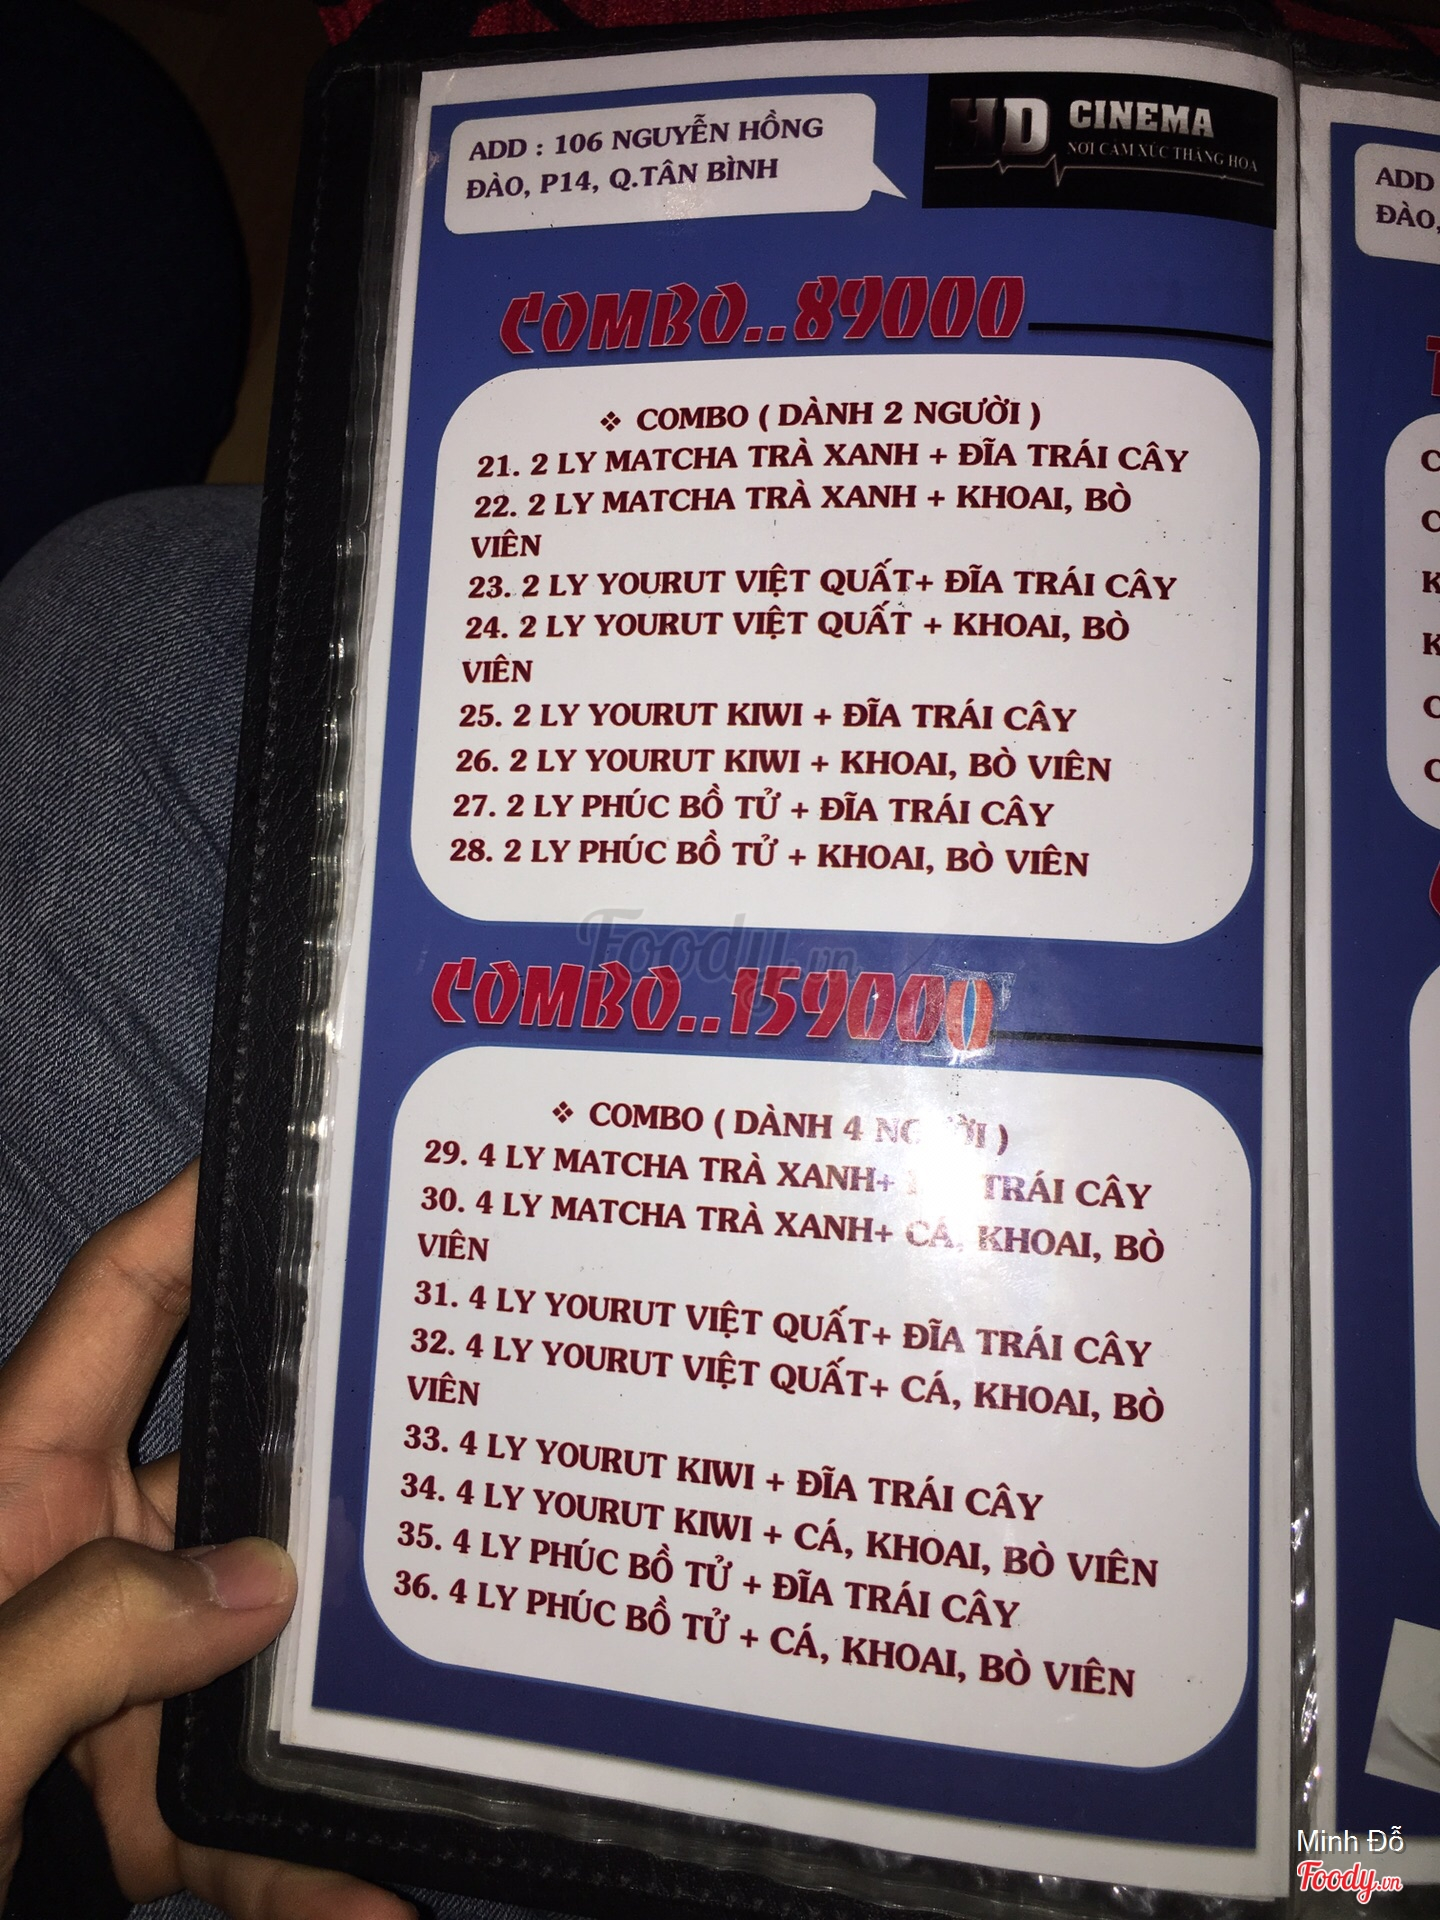 ADD : 106 NGUYỄN HỒNG
ĐÀO, P14, Q.TÂN BÌNH
HD CINEMA
NƠI CẢM XÚC THĂNG HOA
COMBO..89000
❖ COMBO ( DÀNH 2 NGƯỜI )
21. 2 LY MATCHA TRÀ XANH + ĐĨA TRÁI CÂY
22. 2 LY MATCHA TRÀ XANH + KHOAI, BÒ
VIÊN
23. 2 LY YOURUT VIỆT QUẤT+ ĐĨA TRÁI CÂY
24. 2 LY YOURUT VIỆT QUẤT + KHOAI, BÒ
VIÊN
25. 2 LY YOURUT KIWI + ĐĨA TRÁI CÂY
26. 2 LY YOURUT KIWI + KHOAI, BÒ VIÊN
27. 2 LY PHÚC BỒ TỬ + ĐĨA TRÁI CÂY
28. 2 LY PHÚC BỒ TỬ + KHOAI, BÒ VIÊN
Foody.vn
COMBO..159000
❖ COMBO ( DÀNH 4 )
29. 4 LY MATCHA TRÀ XANH+ TRÁI CÂY
30. 4 LY MATCHA TRÀ XANH+ CÁ, KHOAI, BÒ
VIÊN
31. 4 LY YOURUT VIỆT QUẤT+ ĐĨA TRÁI CÂY
32. 4 LY YOURUT VIỆT QUẤT+ CÁ, KHOAI, BÒ
VIÊN
33. 4 LY YOURUT KIWI + ĐĨA TRÁI CÂY
34. 4 LY YOURUT KIWI + CÁ, KHOAI, BÒ VIÊN
35. 4 LY PHÚC BỒ TỬ + ĐĨA TRÁI CÂY
36. 4 LY PHÚC BỒ TỬ + CÁ, KHOAI, BÒ VIÊN
ADD
ĐÀO,
Minh Đỗ
Foody.vn